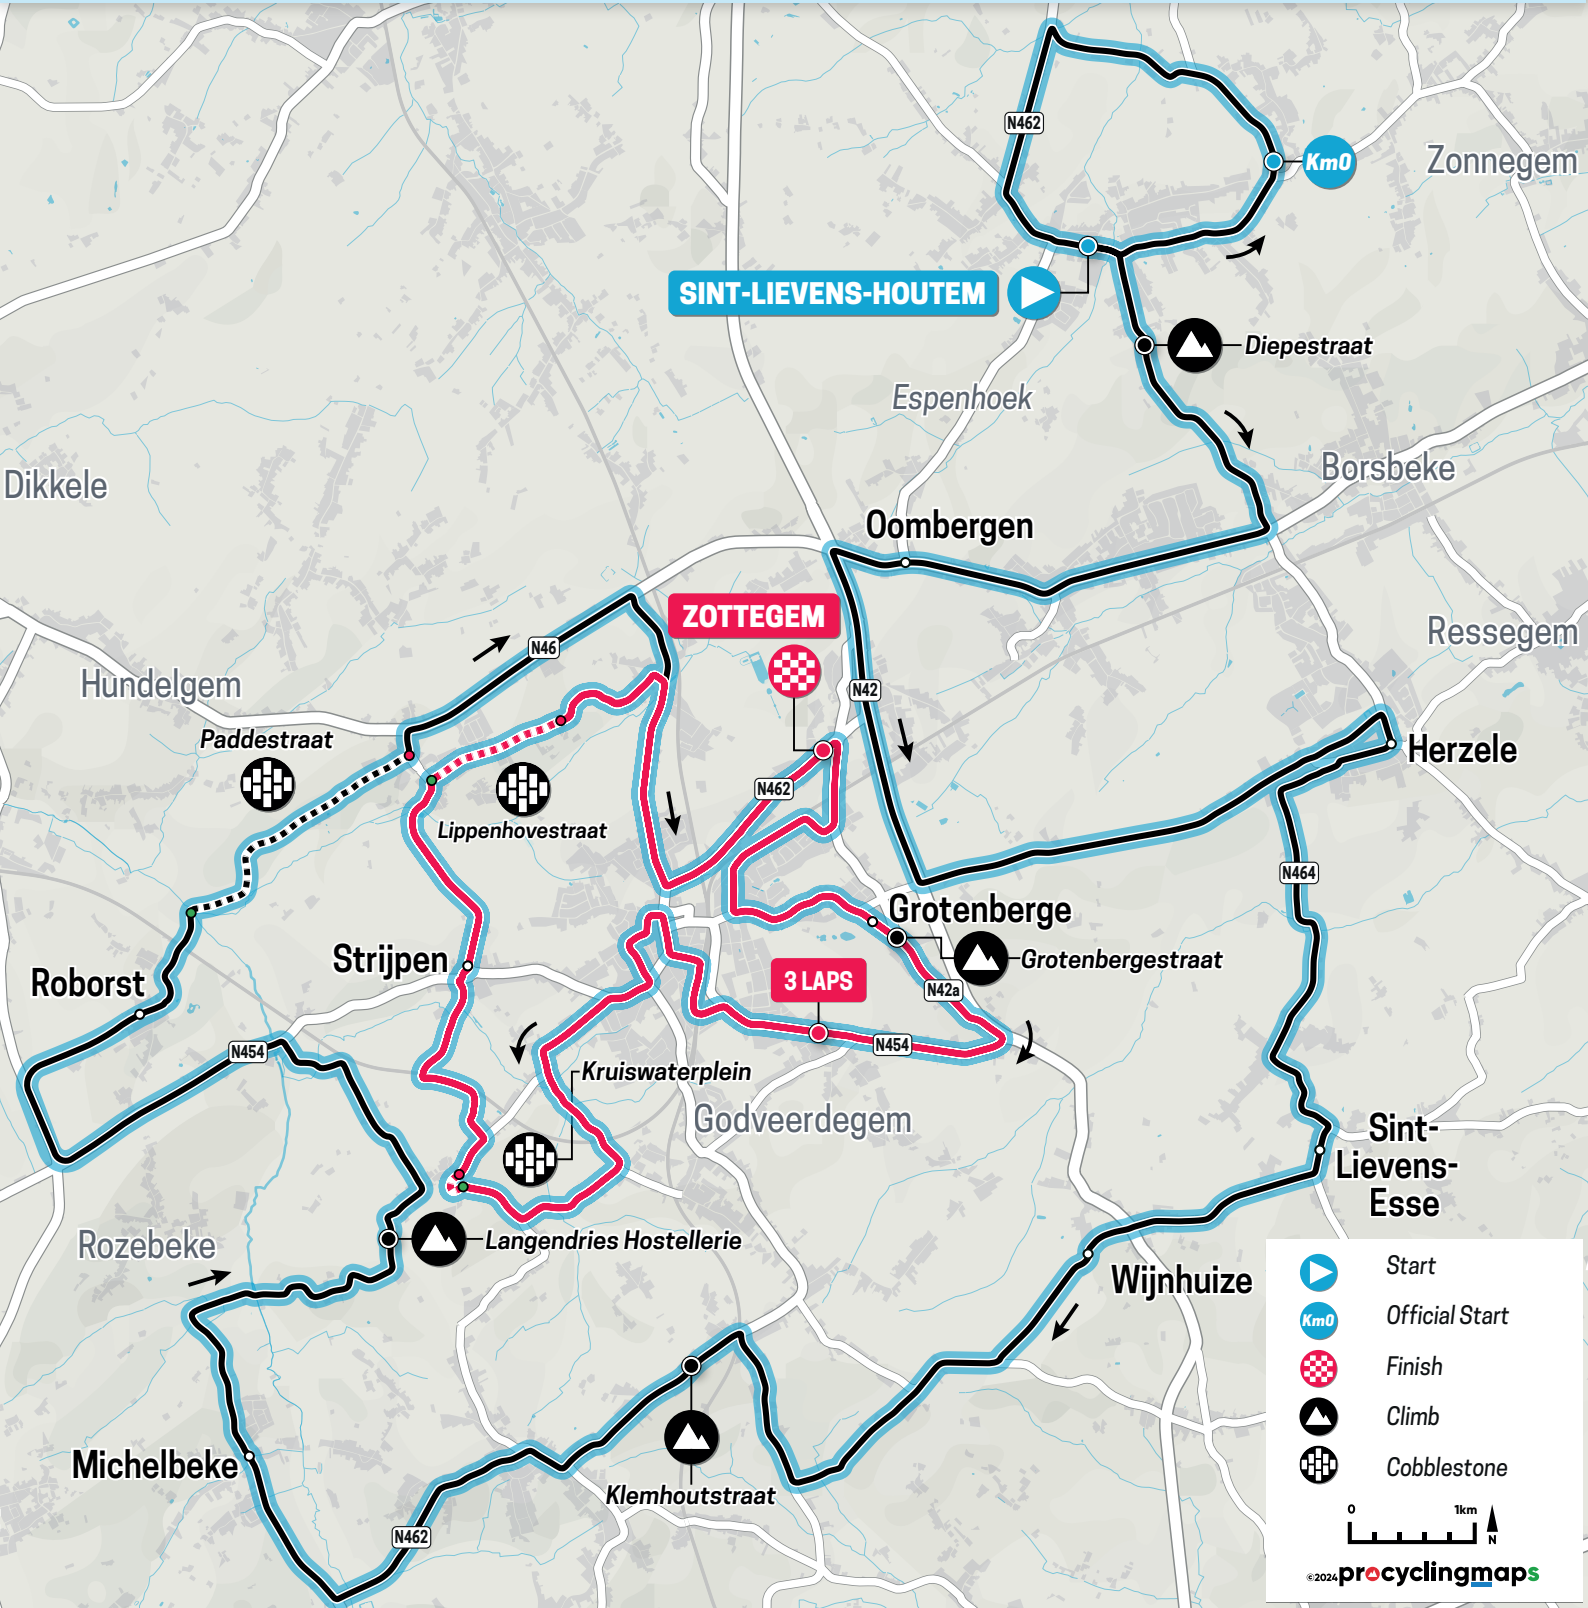 N462
Km0
Zonnegem
SINT-LIEVENS-HOUTEM
Diepestraat
Espenhoek
Borsbeke
Dikkele
Oombergen
ZOTTEGEM
Ressegem
N46
Hundelgem
N42
Paddestraat
Herzele
N462
Lippenhovestraat
N464
Grotenberge
Strijpen
Grotenbergestraat
3 LAPS
Roborst
N42a
N454
N454
Kruiswaterplein
Godveerdegem
Sint-
Lievens-
Esse
Rozebeke
Langendries Hostellerie
Wijnhuize
Start
Km0
Official Start
Finish
Climb
Michelbeke
Cobblestone
Klemhoutstraat
0
1km
N
N462
©2024 procyclingmaps